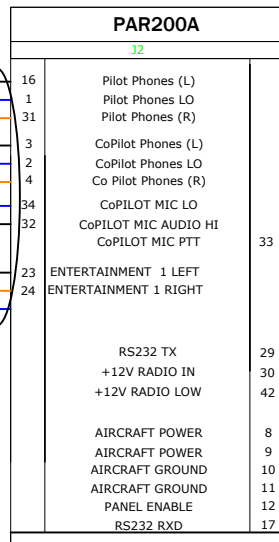 PAR200A
J2
16 Pilot Phones (L)
1 Pilot Phones LO
31 Pilot Phones (R)
3 CoPilot Phones (L)
2 CoPilot Phones LO
4 Co Pilot Phones (R)
34 CoPILOT MIC LO
32 CoPILOT MIC AUDIO HI
CoPILOT MIC PTT 33
23 ENTERTAINMENT 1 LEFT
24 ENTERTAINMENT 1 RIGHT
RS232 TX 29
+12V RADIO IN 30
+12V RADIO LOW 42
AIRCRAFT POWER 8
AIRCRAFT POWER 9
AIRCRAFT GROUND 10
AIRCRAFT GROUND 11
PANEL ENABLE 12
RS232 RXD 17